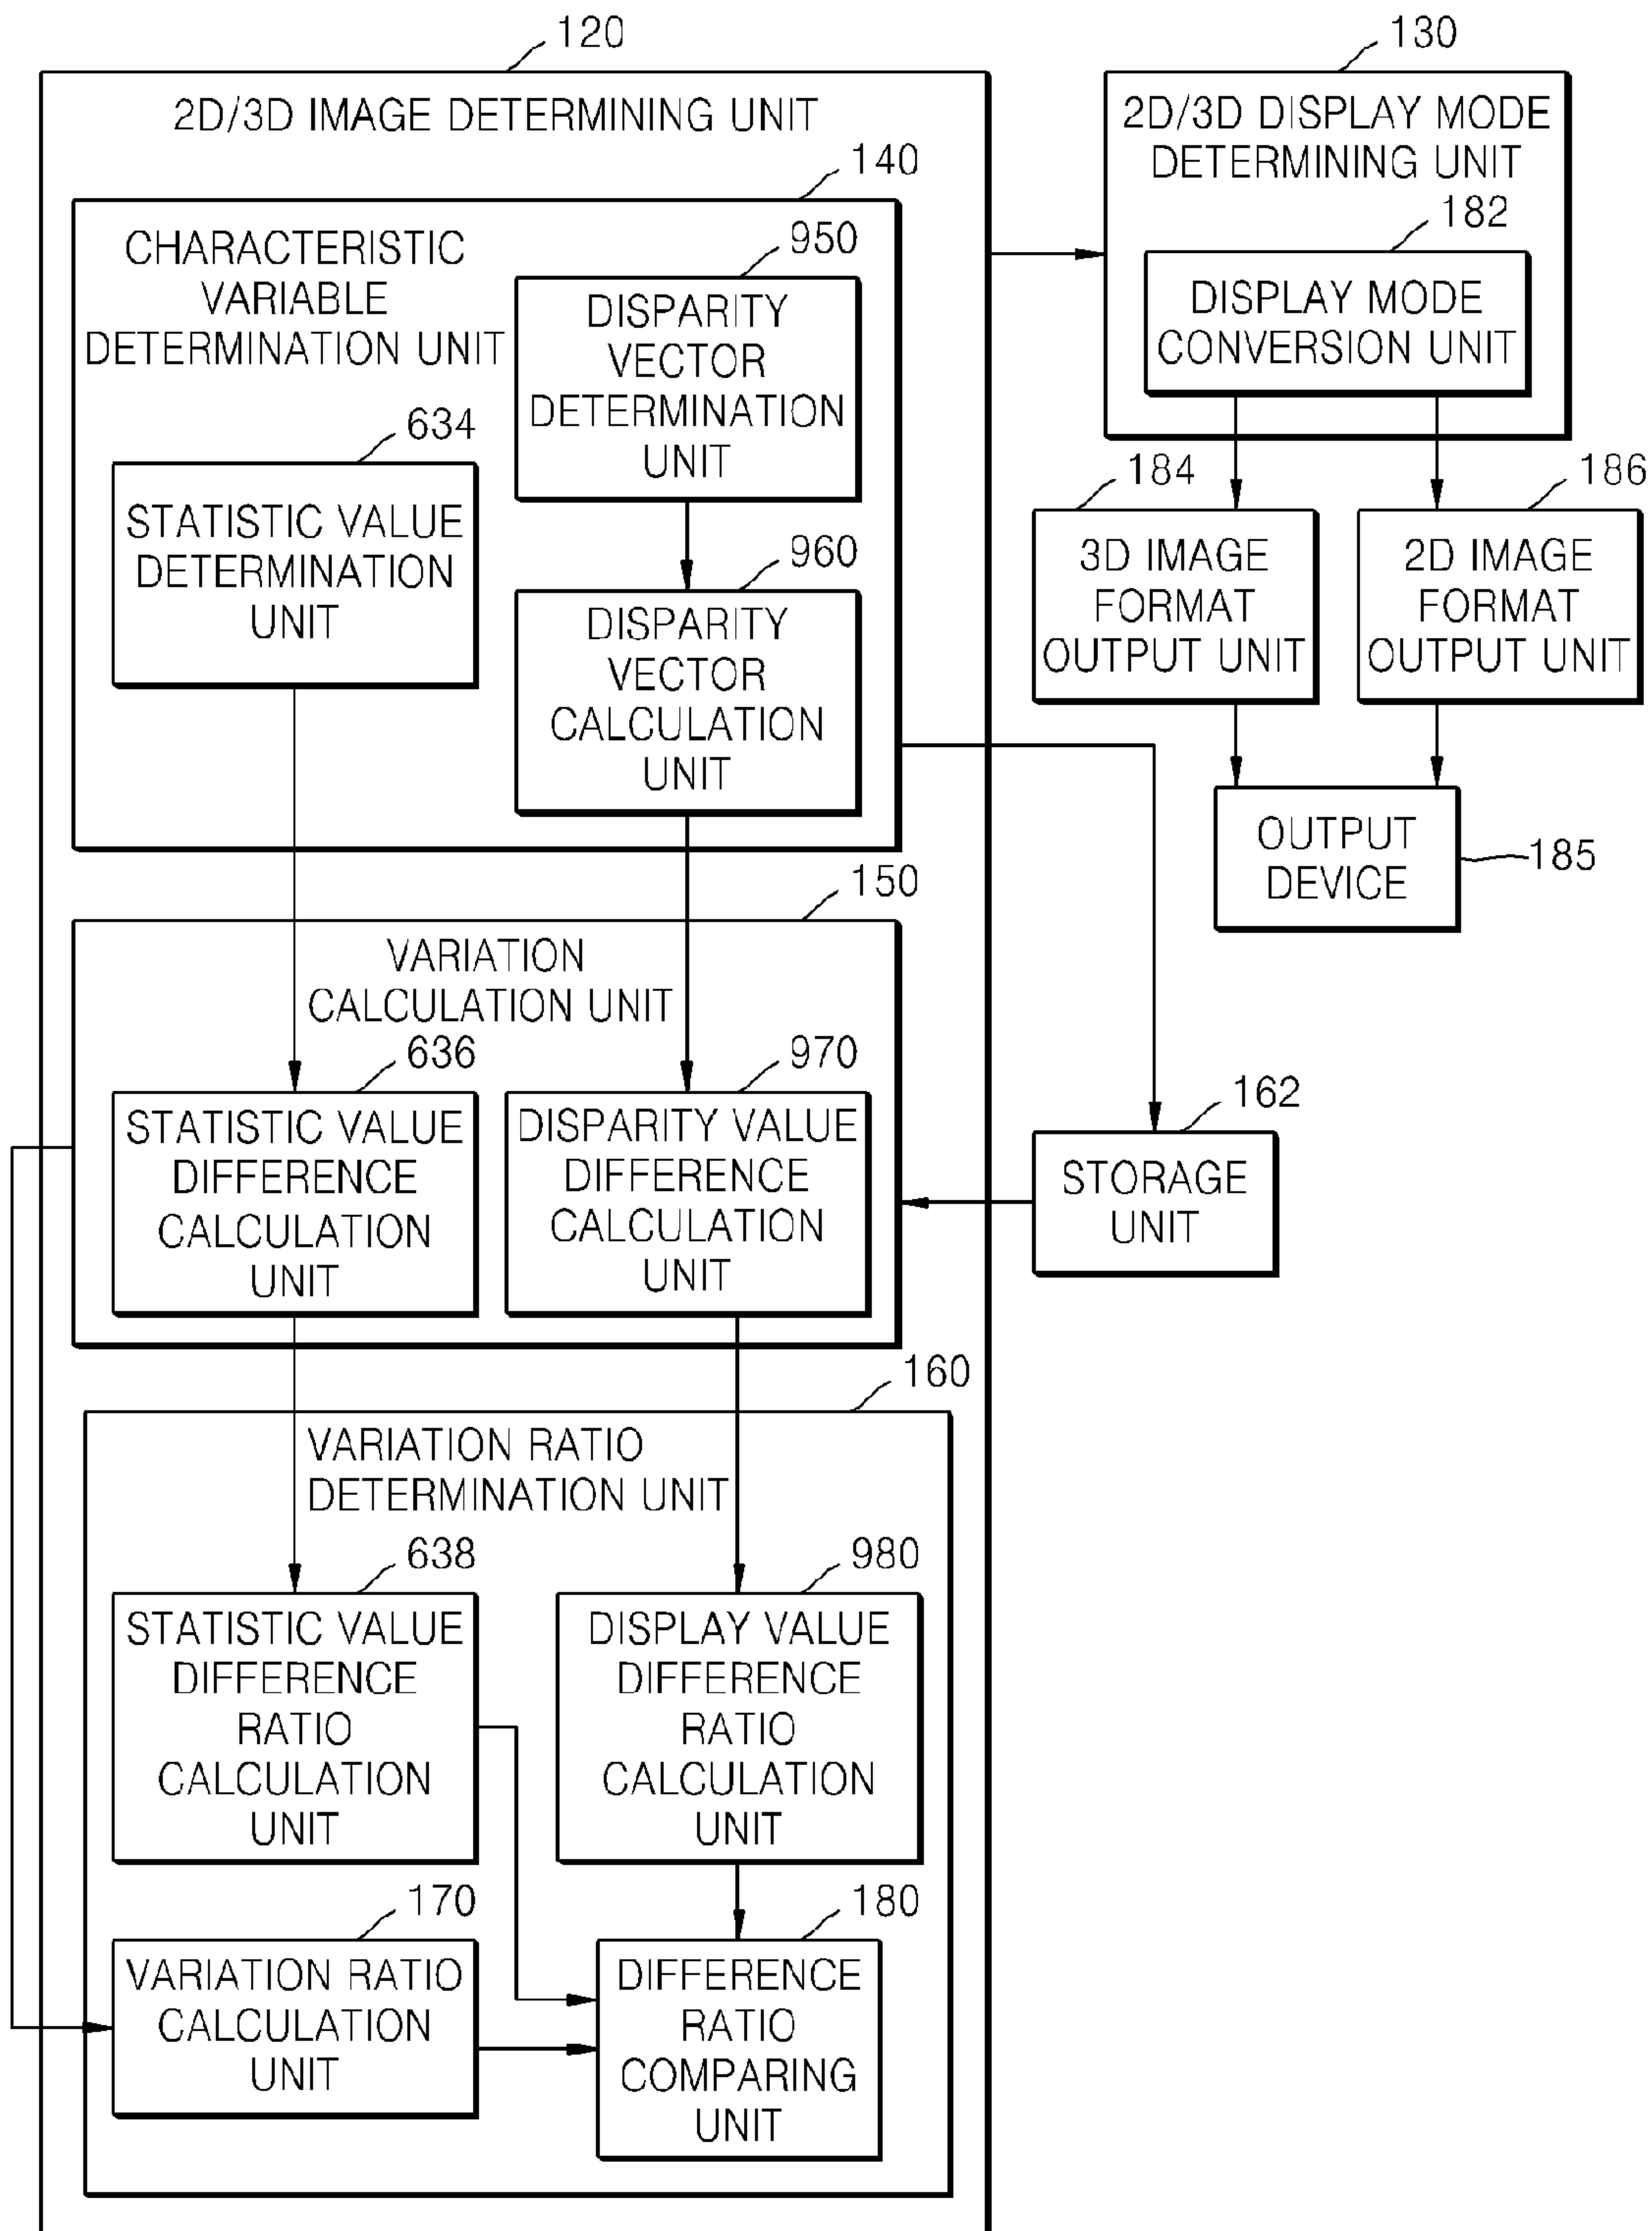 120
2D/3D IMAGE DETERMINING UNIT
140
CHARACTERISTIC
VARIABLE
DETERMINATION UNIT
950
DISPARITY
VECTOR
DETERMINATION
UNIT
634
STATISTIC VALUE
DETERMINATION
UNIT
960
DISPARITY
VECTOR
CALCULATION
UNIT
150
VARIATION
CALCULATION UNIT
636
STATISTIC VALUE
DIFFERENCE
CALCULATION
UNIT
970
DISPARITY VALUE
DIFFERENCE
CALCULATION
UNIT
160
VARIATION RATIO
DETERMINATION UNIT
638
STATISTIC VALUE
DIFFERENCE
RATIO
CALCULATION
UNIT
980
DISPLAY VALUE
DIFFERENCE
RATIO
CALCULATION
UNIT
170
VARIATION RATIO
CALCULATION
UNIT
180
DIFFERENCE
RATIO
COMPARING
UNIT
130
2D/3D DISPLAY MODE
DETERMINING UNIT
182
DISPLAY MODE
CONVERSION UNIT
184
3D IMAGE
FORMAT
OUTPUT UNIT
186
2D IMAGE
FORMAT
OUTPUT UNIT
OUTPUT
DEVICE
185
162
STORAGE
UNIT